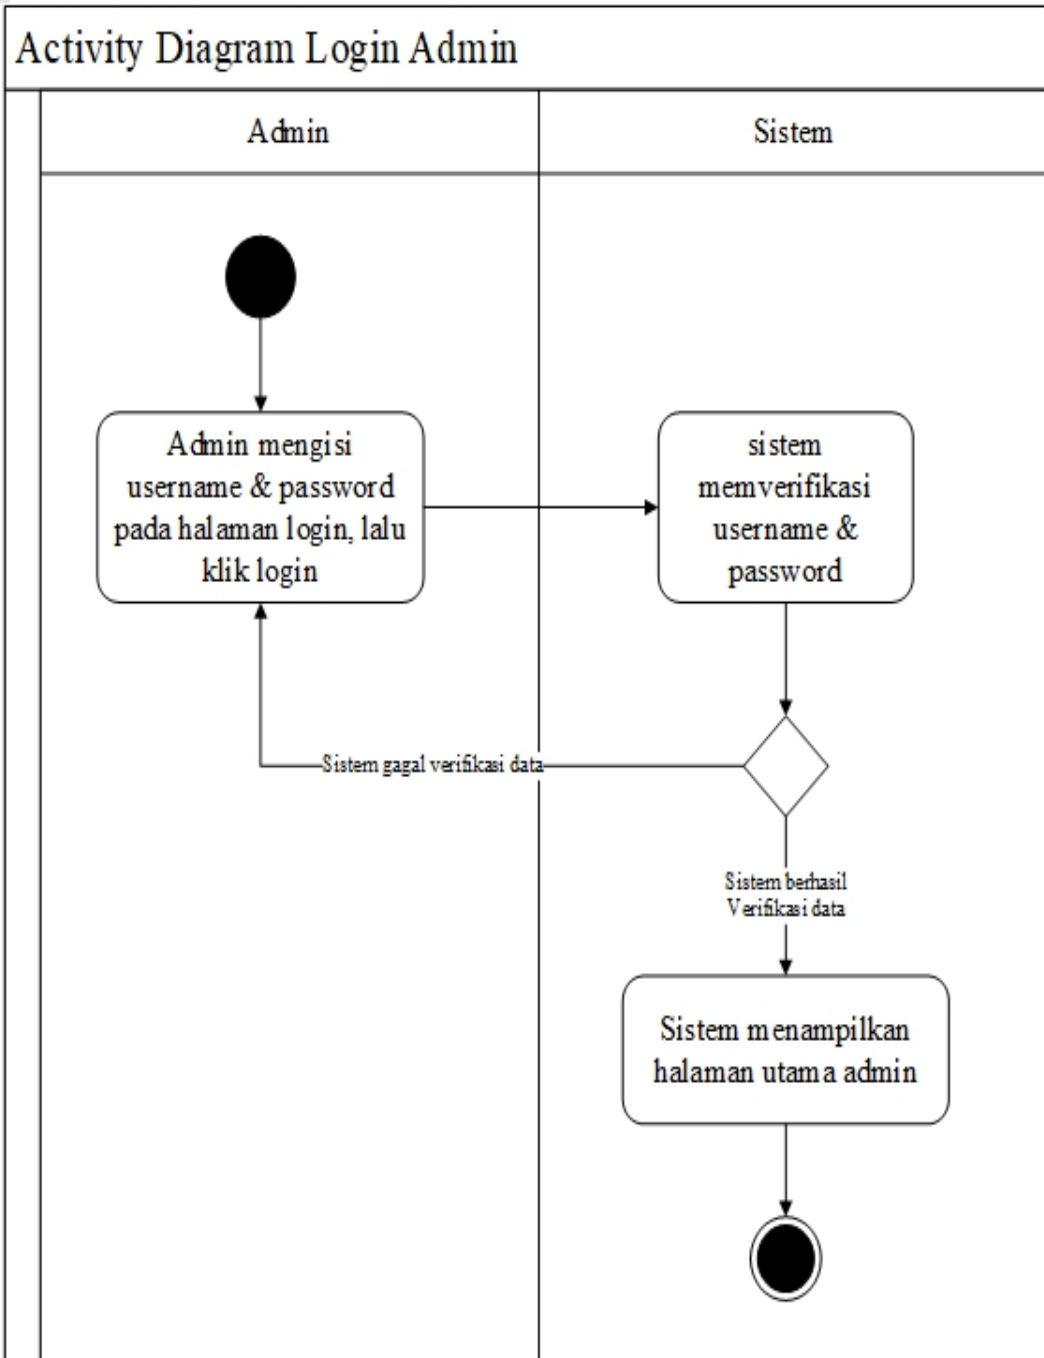 Activity Diagram Login Admin
Admin
Sistem
Admin mengisi
username & password
pada halaman login, lalu
klik login
sistem
memverifikasi
username &
password
Sistem gagal verifikasi data
Sistem berhasil
Verifikasi data
Sistem menampilkan
halaman utama admin